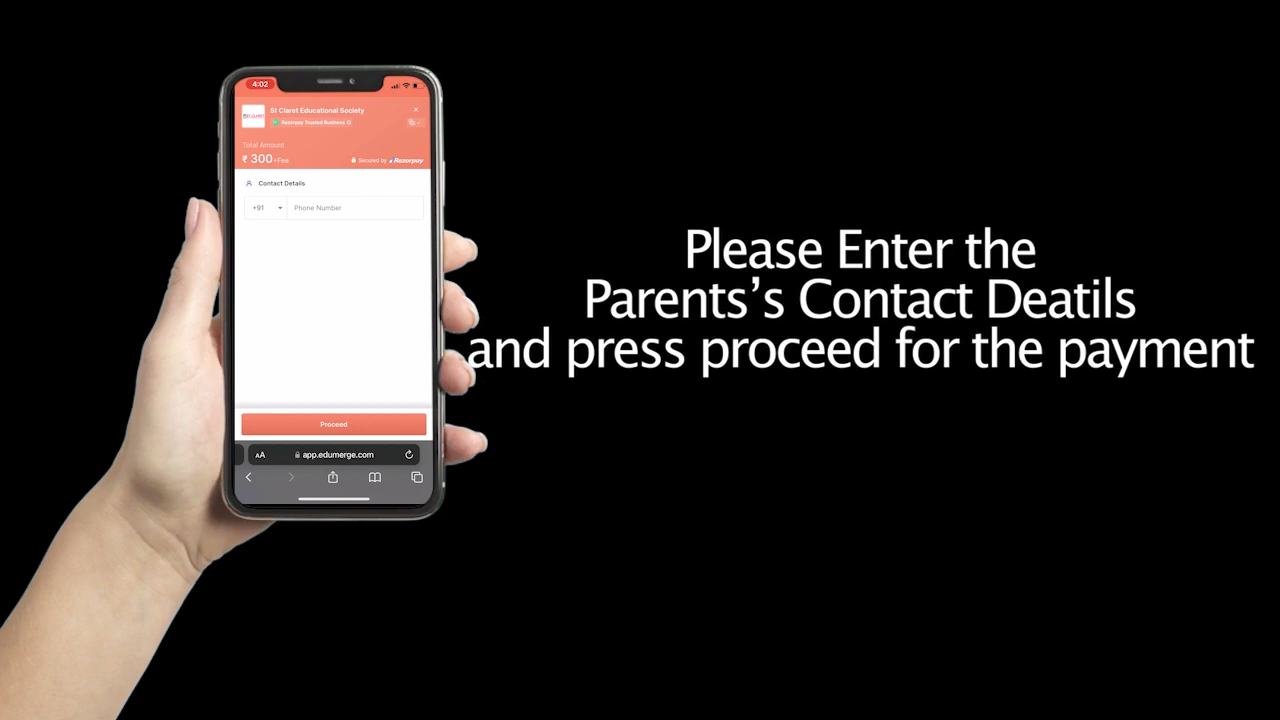 4:02
St Claret Educational Society
Razorpay Trusted Business
Total Amount
₹ 300 +Fee
Secured by Razorpay
Contact Details
+91 Phone Number
Proceed
AA app.edumerge.com
Please Enter the
Parents’s Contact Deatils
and press proceed for the payment